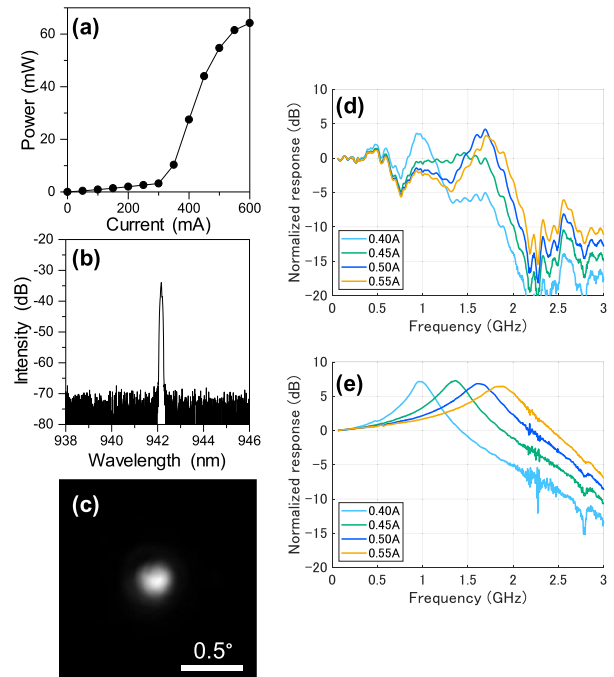 (a)
Power (mW)
60
40
20
0
0 200 400 600
Current (mA)
(b)
Intensity (dB)
-20
-30
-40
-50
-60
-70
-80
938 940 942 944 946
Wavelength (nm)
(c)
0.5°
(d)
Normalized response (dB)
10
5
0
-5
-10
-15
-20
0.40A
0.45A
0.50A
0.55A
0 0.5 1 1.5 2 2.5 3
Frequency (GHz)
(e)
Normalized response (dB)
10
5
0
-5
-10
-15
-20
0.40A
0.45A
0.50A
0.55A
0 0.5 1 1.5 2 2.5 3
Frequency (GHz)